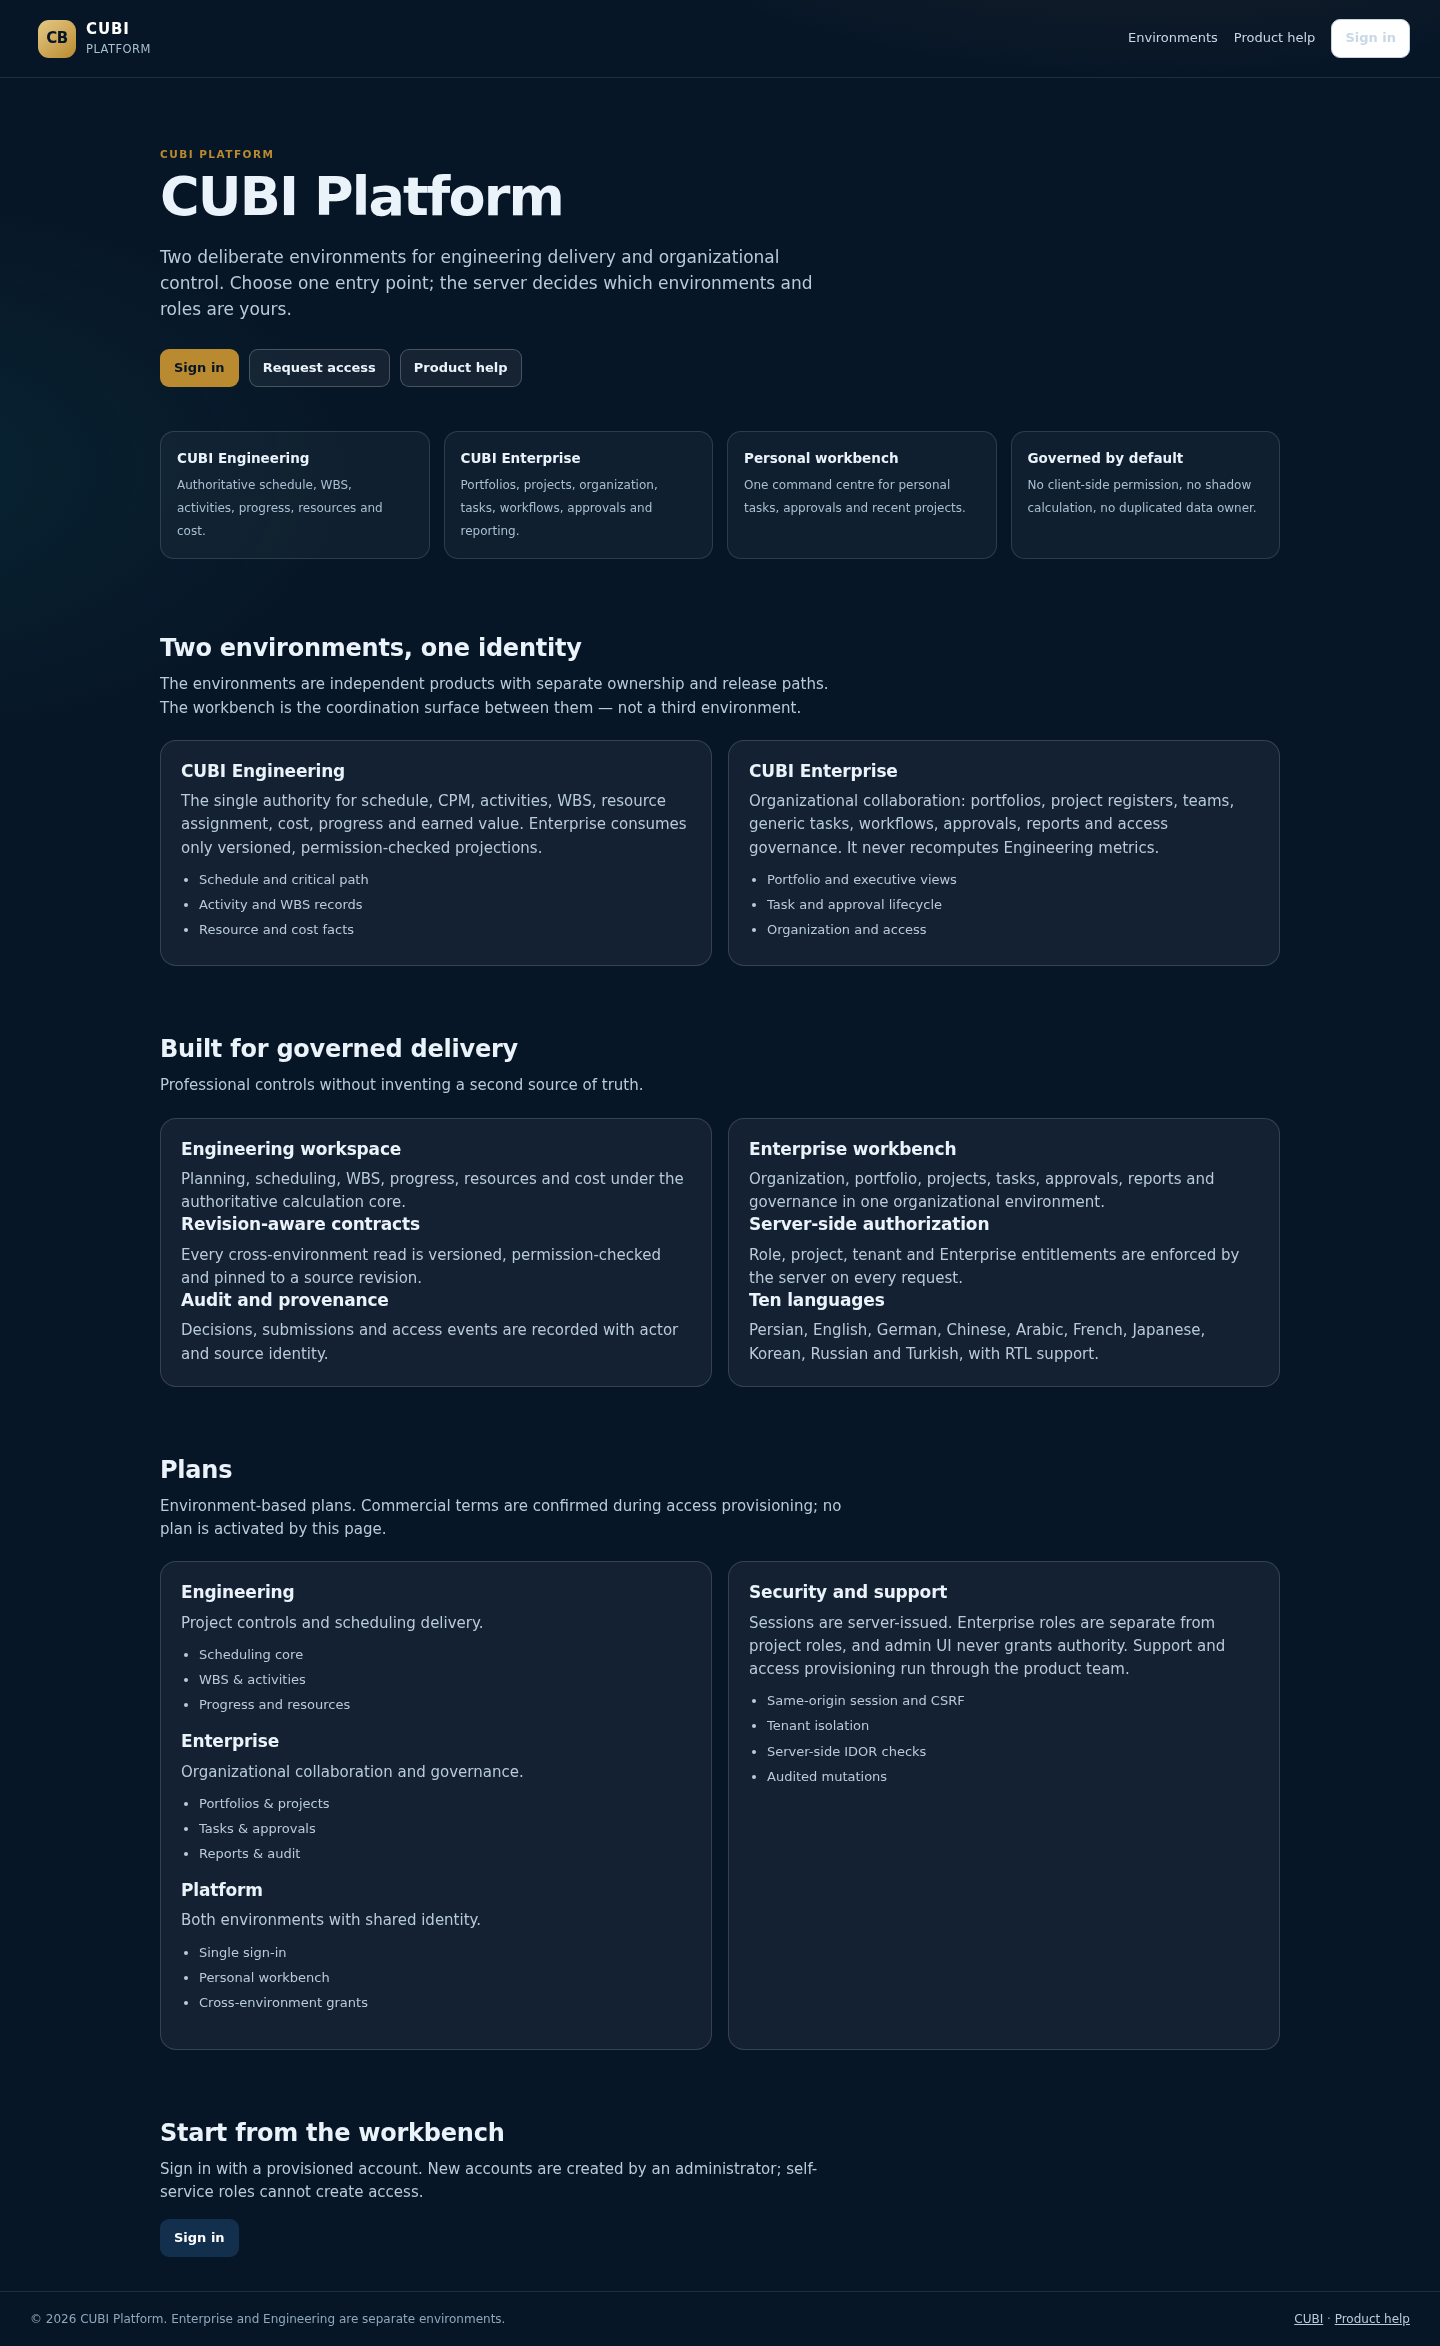 CB
CUBI
PLATFORM
Environments
Product help
Sign in
CUBI PLATFORM
CUBI Platform
Two deliberate environments for engineering delivery and organizational
control. Choose one entry point; the server decides which environments and
roles are yours.
Sign in
Request access
Product help
CUBI Engineering
Authoritative schedule, WBS,
activities, progress, resources and
cost.
CUBI Enterprise
Portfolios, projects, organization,
tasks, workflows, approvals and
reporting.
Personal workbench
One command centre for personal
tasks, approvals and recent projects.
Governed by default
No client-side permission, no shadow
calculation, no duplicated data owner.
Two environments, one identity
The environments are independent products with separate ownership and release paths.
The workbench is the coordination surface between them — not a third environment.
CUBI Engineering
The single authority for schedule, CPM, activities, WBS, resource
assignment, cost, progress and earned value. Enterprise consumes
only versioned, permission-checked projections.
• Schedule and critical path
• Activity and WBS records
• Resource and cost facts
CUBI Enterprise
Organizational collaboration: portfolios, project registers, teams,
generic tasks, workflows, approvals, reports and access
governance. It never recomputes Engineering metrics.
• Portfolio and executive views
• Task and approval lifecycle
• Organization and access
Built for governed delivery
Professional controls without inventing a second source of truth.
Engineering workspace
Planning, scheduling, WBS, progress, resources and cost under the
authoritative calculation core.
Revision-aware contracts
Every cross-environment read is versioned, permission-checked
and pinned to a source revision.
Audit and provenance
Decisions, submissions and access events are recorded with actor
and source identity.
Enterprise workbench
Organization, portfolio, projects, tasks, approvals, reports and
governance in one organizational environment.
Server-side authorization
Role, project, tenant and Enterprise entitlements are enforced by
the server on every request.
Ten languages
Persian, English, German, Chinese, Arabic, French, Japanese,
Korean, Russian and Turkish, with RTL support.
Plans
Environment-based plans. Commercial terms are confirmed during access provisioning; no
plan is activated by this page.
Engineering
Project controls and scheduling delivery.
• Scheduling core
• WBS & activities
• Progress and resources
Enterprise
Organizational collaboration and governance.
• Portfolios & projects
• Tasks & approvals
• Reports & audit
Platform
Both environments with shared identity.
• Single sign-in
• Personal workbench
• Cross-environment grants
Security and support
Sessions are server-issued. Enterprise roles are separate from
project roles, and admin UI never grants authority. Support and
access provisioning run through the product team.
• Same-origin session and CSRF
• Tenant isolation
• Server-side IDOR checks
• Audited mutations
Start from the workbench
Sign in with a provisioned account. New accounts are created by an administrator; self-
service roles cannot create access.
Sign in
© 2026 CUBI Platform. Enterprise and Engineering are separate environments.
CUBI · Product help